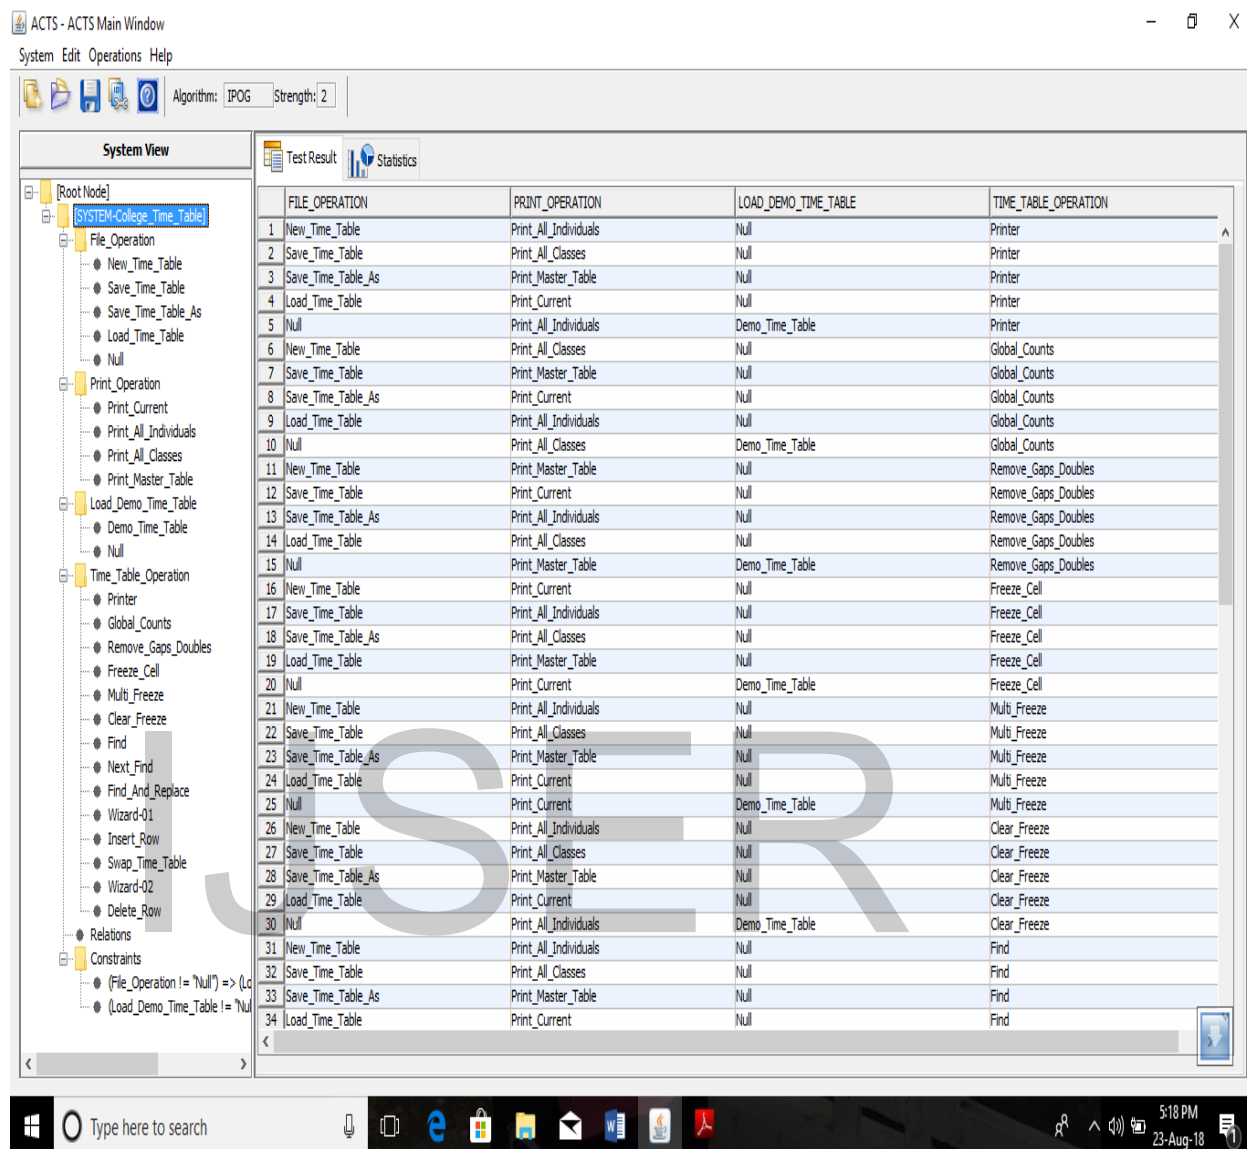 ACTS - ACTS Main Window
System Edit Operations Help
Algorithm: IPOG Strength: 2
System View
[Root Node]
[SYSTEM-College_Time_Table]
File_Operation
New_Time_Table
Save_Time_Table
Save_Time_Table_As
Load_Time_Table
Null
Print_Operation
Print_Current
Print_All_Individuals
Print_All_Classes
Print_Master_Table
Load_Demo_Time_Table
Demo_Time_Table
Null
Time_Table_Operation
Printer
Global_Counts
Remove_Gaps_Doubles
Freeze_Cell
Multi_Freeze
Clear_Freeze
Find
Next_Find
Find_And_Replace
Wizard-01
Insert_Row
Swap_Time_Table
Wizard-02
Delete_Row
Relations
Constraints
(File_Operation != "Null") => (Lo
(Load_Demo_Time_Table != "Nul
Test Result Statistics
FILE_OPERATION PRINT_OPERATION LOAD_DEMO_TIME_TABLE TIME_TABLE_OPERATION
1 New_Time_Table Print_All_Individuals Null Printer
2 Save_Time_Table Print_All_Classes Null Printer
3 Save_Time_Table_As Print_Master_Table Null Printer
4 Load_Time_Table Print_Current Null Printer
5 Null Print_All_Individuals Demo_Time_Table Printer
6 New_Time_Table Print_All_Classes Null Global_Counts
7 Save_Time_Table Print_Master_Table Null Global_Counts
8 Save_Time_Table_As Print_Current Null Global_Counts
9 Load_Time_Table Print_All_Individuals Null Global_Counts
10 Null Print_All_Classes Demo_Time_Table Global_Counts
11 New_Time_Table Print_Master_Table Null Remove_Gaps_Doubles
12 Save_Time_Table Print_Current Null Remove_Gaps_Doubles
13 Save_Time_Table_As Print_All_Individuals Null Remove_Gaps_Doubles
14 Load_Time_Table Print_All_Classes Null Remove_Gaps_Doubles
15 Null Print_Master_Table Demo_Time_Table Remove_Gaps_Doubles
16 New_Time_Table Print_Current Null Freeze_Cell
17 Save_Time_Table Print_All_Individuals Null Freeze_Cell
18 Save_Time_Table_As Print_All_Classes Null Freeze_Cell
19 Load_Time_Table Print_Master_Table Null Freeze_Cell
20 Null Print_Current Demo_Time_Table Freeze_Cell
21 New_Time_Table Print_All_Individuals Null Multi_Freeze
22 Save_Time_Table Print_All_Classes Null Multi_Freeze
23 Save_Time_Table_As Print_Master_Table Null Multi_Freeze
24 Load_Time_Table Print_Current Null Multi_Freeze
25 Null Print_Current Demo_Time_Table Multi_Freeze
26 New_Time_Table Print_All_Individuals Null Clear_Freeze
27 Save_Time_Table Print_All_Classes Null Clear_Freeze
28 Save_Time_Table_As Print_Master_Table Null Clear_Freeze
29 Load_Time_Table Print_Current Null Clear_Freeze
30 Null Print_All_Individuals Demo_Time_Table Clear_Freeze
31 New_Time_Table Print_All_Individuals Null Find
32 Save_Time_Table Print_All_Classes Null Find
33 Save_Time_Table_As Print_Master_Table Null Find
34 Load_Time_Table Print_Current Null Find
IJSER
Type here to search
5:18 PM
23-Aug-18
1